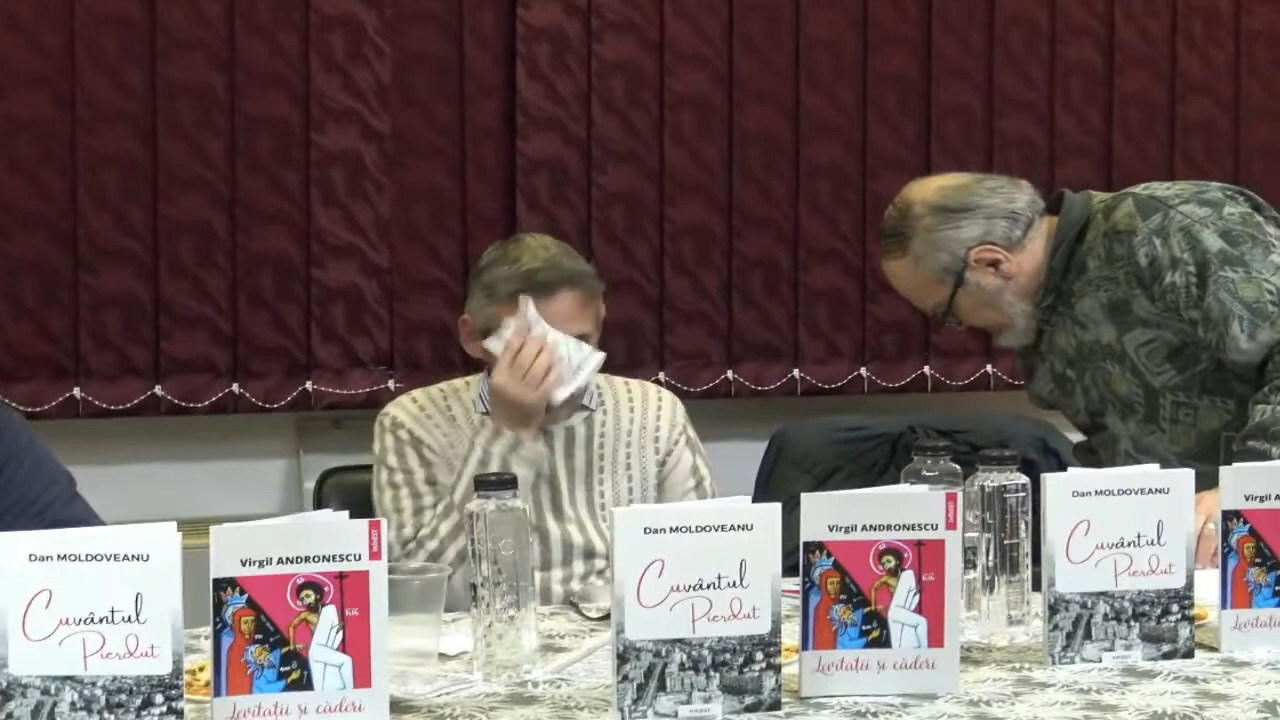 Dan MOLDOVEANU
Cuvântul
Pierdut
Virgil ANDRONESCU
Levitații și căderi
Dan MOLDOVEANU
Cuvântul
Pierdut
Virgil ANDRONESCU
Levitații și căderi
Dan MOLDOVEANU
Cuvântul
Pierdut
Virgil AND